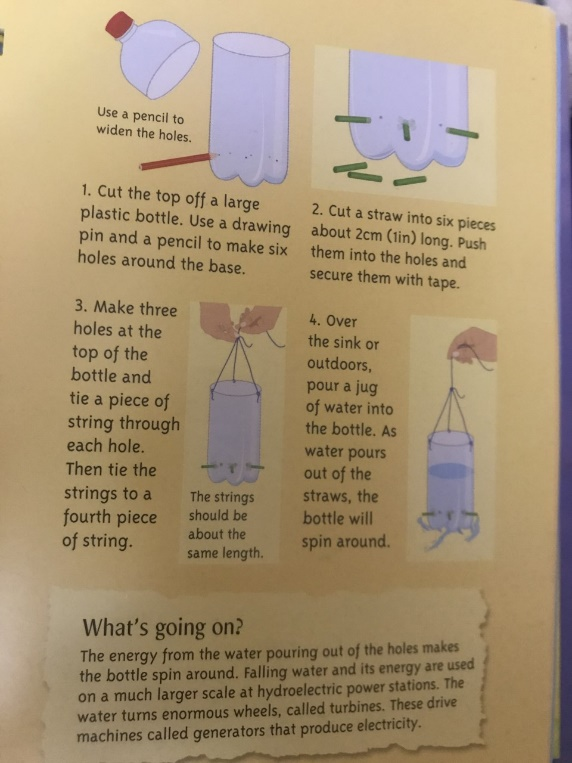 Use a pencil to
widen the holes.
1. Cut the top off a large
plastic bottle. Use a drawing
pin and a pencil to make six
holes around the base.
2. Cut a straw into six pieces
about 2cm (1in) long. Push
them into the holes and
secure them with tape.
3. Make three
holes at the
top of the
bottle and
tie a piece of
string through
each hole.
Then tie the
strings to a
fourth piece
of string.
The strings
should be
about the
same length.
4. Over
the sink or
outdoors,
pour a jug
of water into
the bottle. As
water pours
out of the
straws, the
bottle will
spin around.
What's going on?
The energy from the water pouring out of the holes makes
the bottle spin around. Falling water and its energy are used
on a much larger scale at hydroelectric power stations. The
water turns enormous wheels, called turbines. These drive
machines called generators that produce electricity.